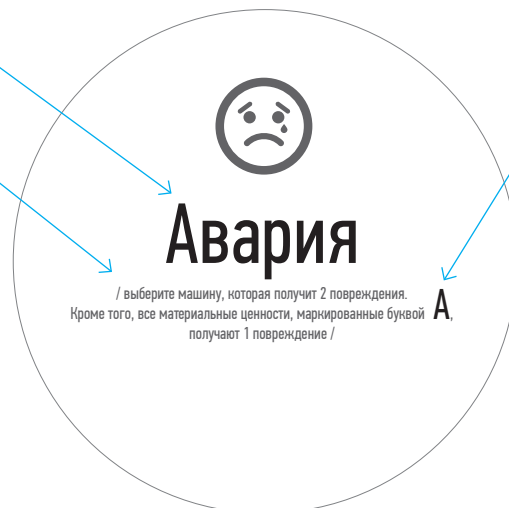 Авария
/ выберите машину, которая получит 2 повреждения.
Кроме того, все материальные ценности, маркированные буквой А,
получают 1 повреждение /